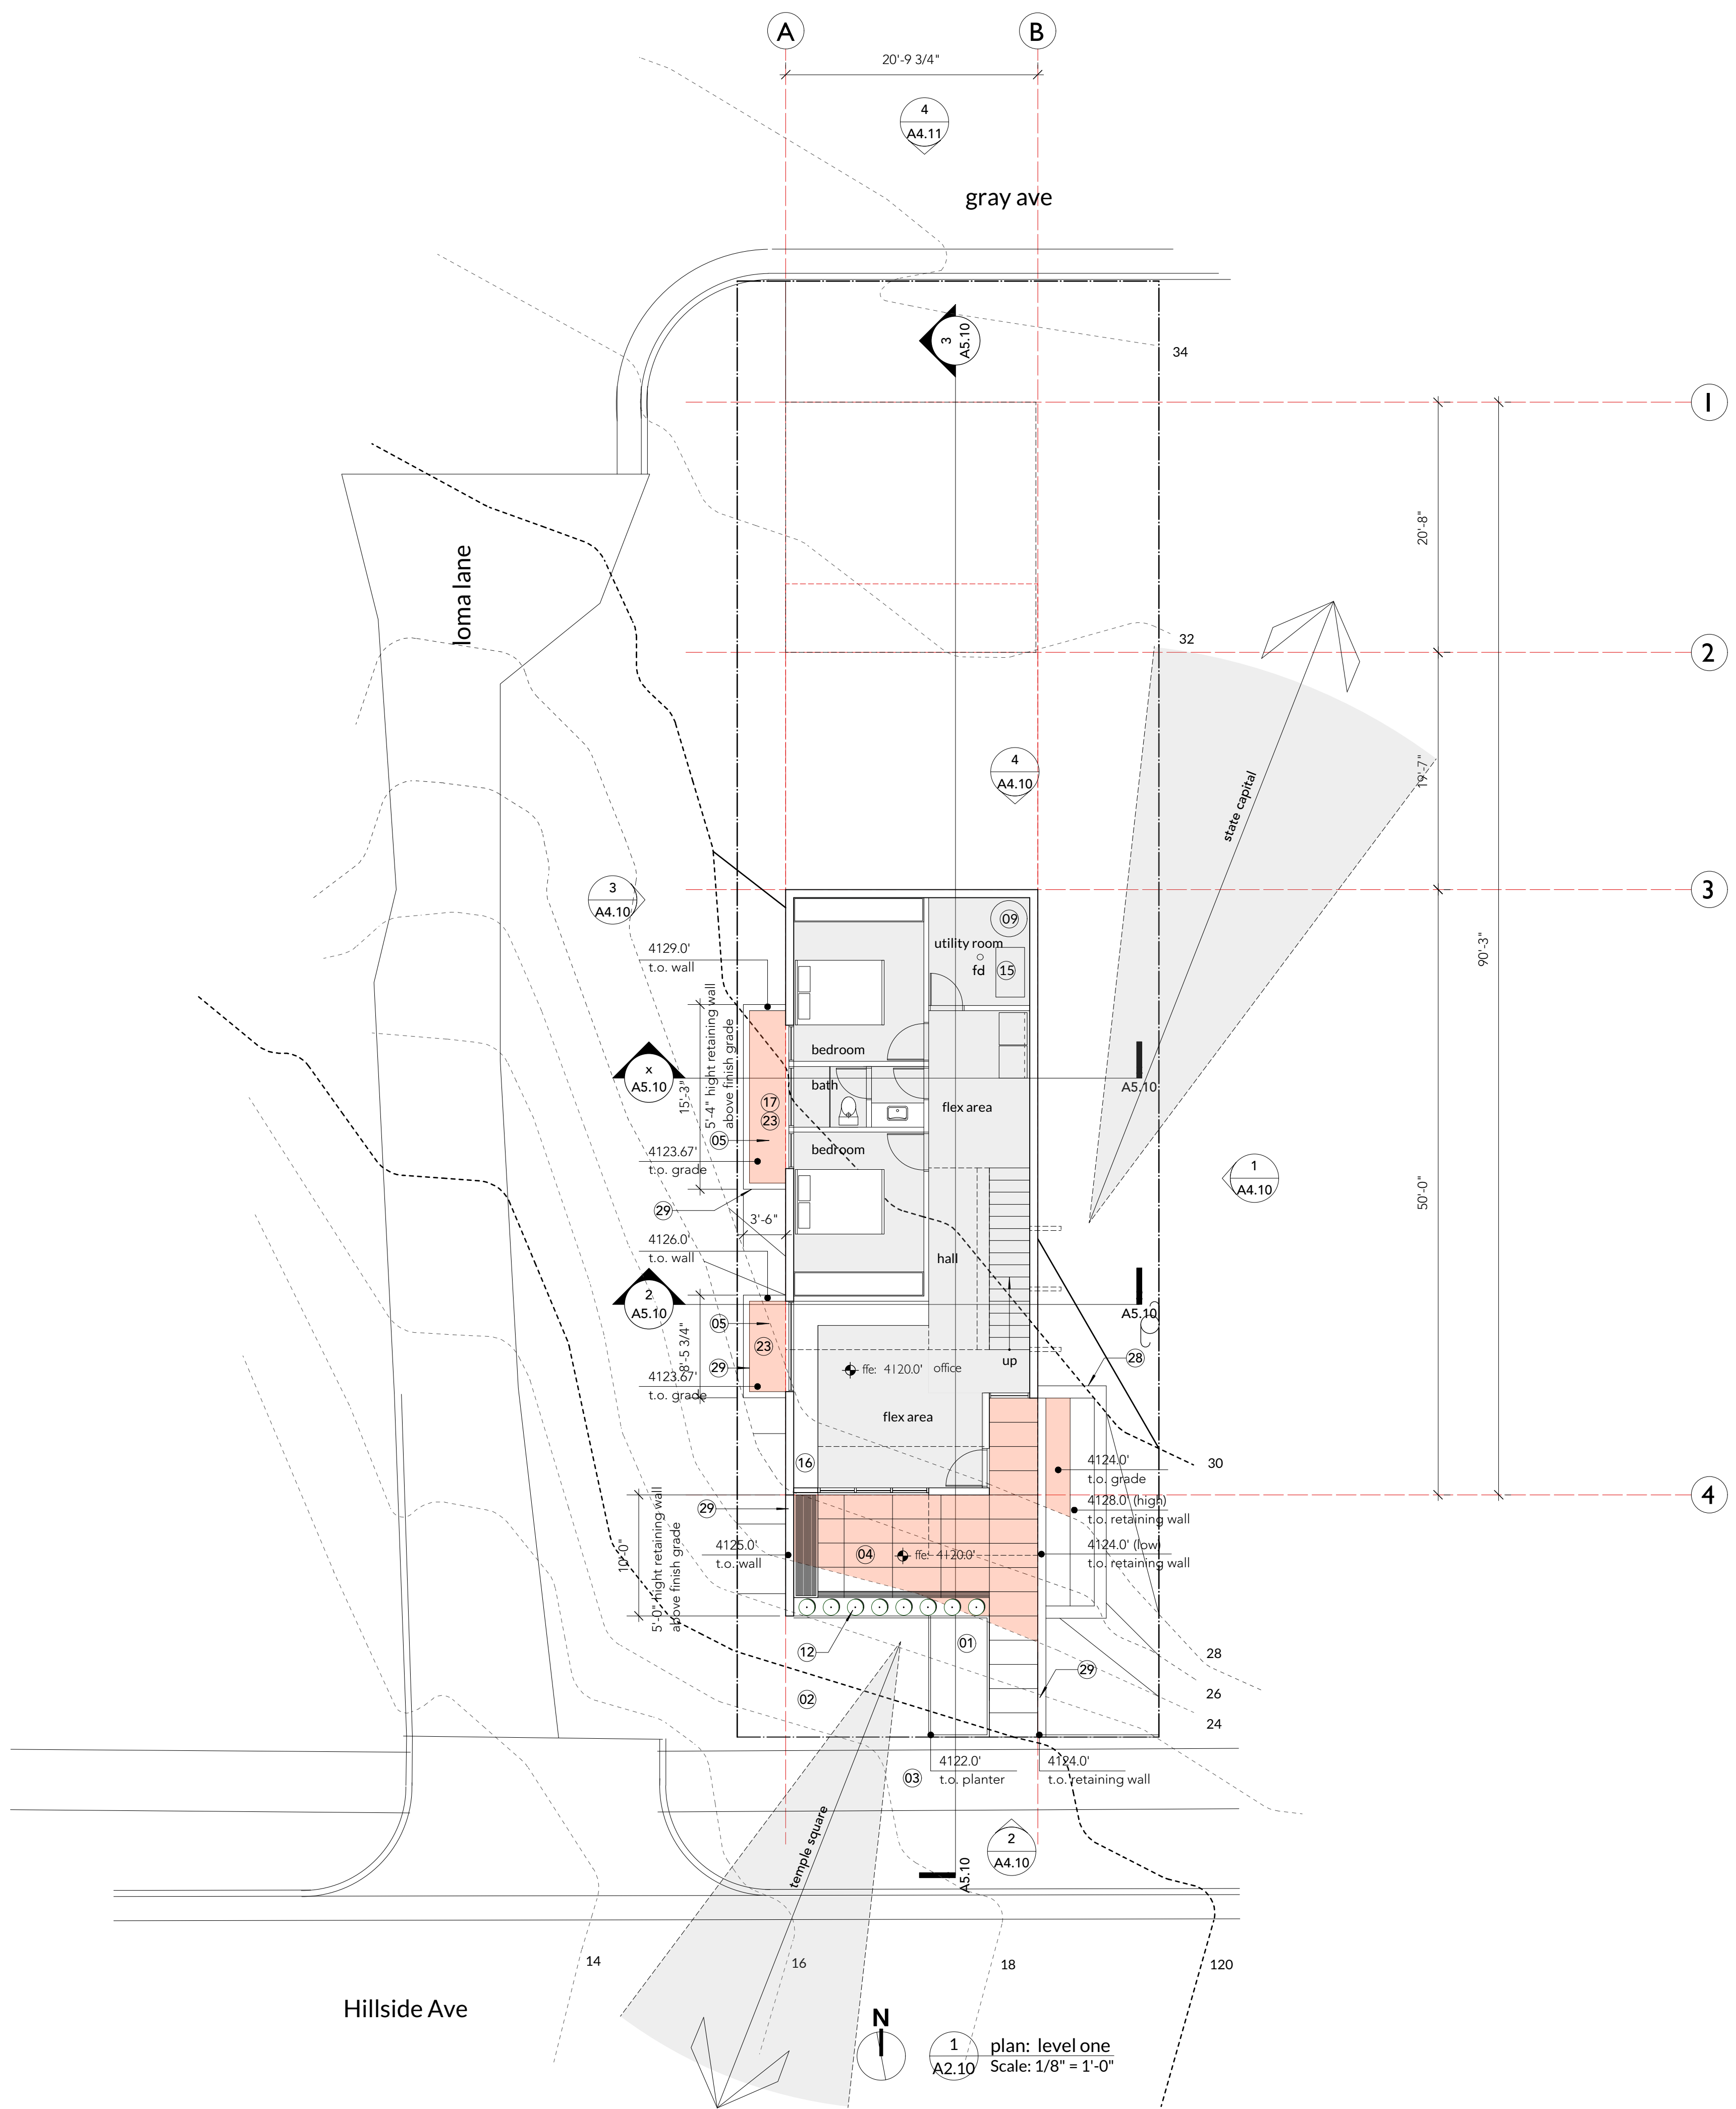 A
B
20'-9 3/4"
4
A4.11
gray ave
3
A5.10
34
1
20'-8"
loma lane
32
2
19'-7"
state capital
4
A4.10
3
3
A4.10
09
utility room
fd
15
90'-3"
4129.0'
t.o. wall
5'-4" hight retaining wall
above finish grade
15'-3"
bedroom
x
A5.10
A5.10
bath
17
23
flex area
05
bedroom
4123.67'
t.o. grade
1
A4.10
50'-0"
29
3'-6"
4126.0'
t.o. wall
hall
2
A5.10
A5.10
05
23
8'-5 3/4"
29
up
28
ffe: 4120.0'
office
4123.67'
t.o. grade
flex area
16
4124.0'
t.o. grade
30
4
29
4128.0' (high)
t.o. retaining wall
10'-0"
5'-0" hight retaining wall
above finish grade
4125.0'
t.o. wall
04
ffe: 4120.0'
4124.0' (low)
t.o. retaining wall
12
01
28
29
26
02
24
4122.0'
t.o. planter
03
4124.0'
t.o. retaining wall
temple square
2
A4.10
A5.10
14
16
18
120
Hillside Ave
N
1
A2.10
plan: level one
Scale: 1/8" = 1'-0"